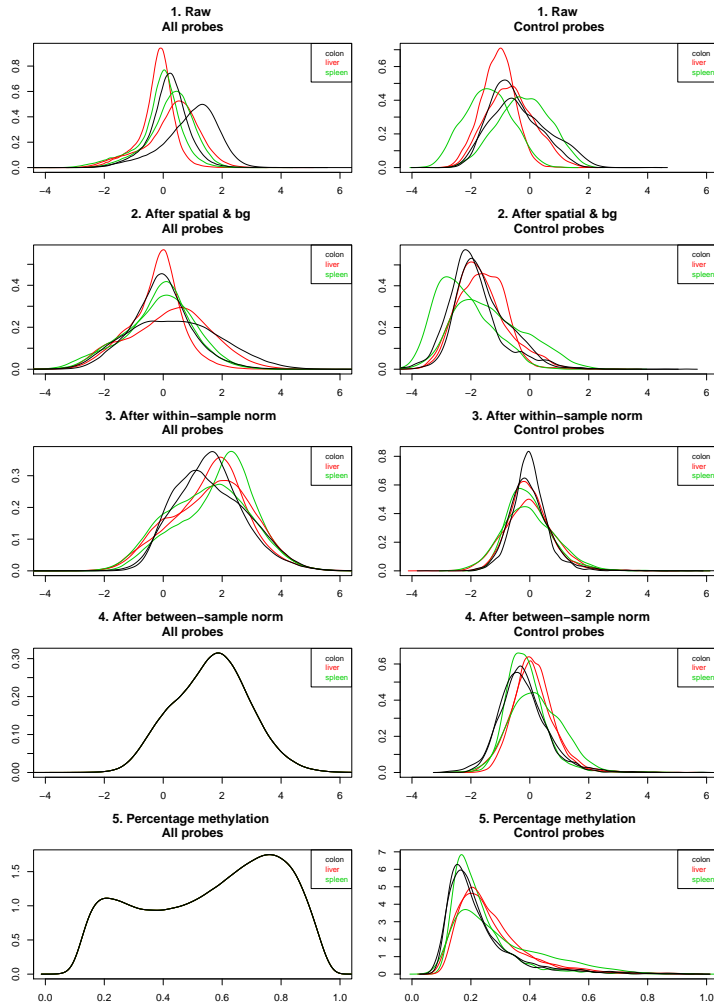 1. Raw
All probes
colon
liver
spleen
0.0 0.2 0.4 0.6 0.8
−4 −2 0 2 4 6
1. Raw
Control probes
colon
liver
spleen
0.0 0.2 0.4 0.6
−4 −2 0 2 4 6
2. After spatial & bg
All probes
colon
liver
spleen
0.0 0.2 0.4
−4 −2 0 2 4 6
2. After spatial & bg
Control probes
colon
liver
spleen
0.0 0.2 0.4
−4 −2 0 2 4 6
3. After within−sample norm
All probes
colon
liver
spleen
0.0 0.1 0.2 0.3
−4 −2 0 2 4 6
3. After within−sample norm
Control probes
colon
liver
spleen
0.0 0.2 0.4 0.6 0.8
−4 −2 0 2 4 6
4. After between−sample norm
All probes
colon
liver
spleen
0.00 0.10 0.20 0.30
−4 −2 0 2 4 6
4. After between−sample norm
Control probes
colon
liver
spleen
0.0 0.2 0.4 0.6
−4 −2 0 2 4 6
5. Percentage methylation
All probes
colon
liver
spleen
0.0 0.5 1.0 1.5
0.0 0.2 0.4 0.6 0.8 1.0
5. Percentage methylation
Control probes
colon
liver
spleen
0 1 2 3 4 5 6 7
0.0 0.2 0.4 0.6 0.8 1.0